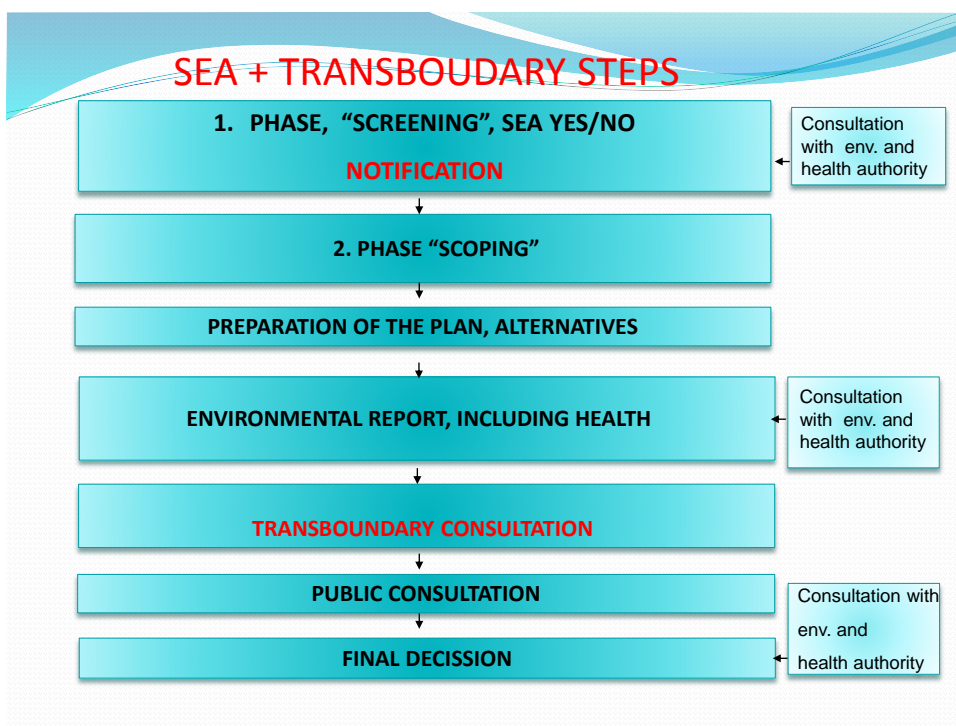 SEA + TRANSBOUDARY STEPS
1. PHASE, “SCREENING”, SEA YES/NO
NOTIFICATION
Consultation
with env. and
health authority
2. PHASE “SCOPING”
PREPARATION OF THE PLAN, ALTERNATIVES
ENVIRONMENTAL REPORT, INCLUDING HEALTH
Consultation
with env. and
health authority
TRANSBOUNDARY CONSULTATION
PUBLIC CONSULTATION
FINAL DECISSION
Consultation with
env. and
health authority